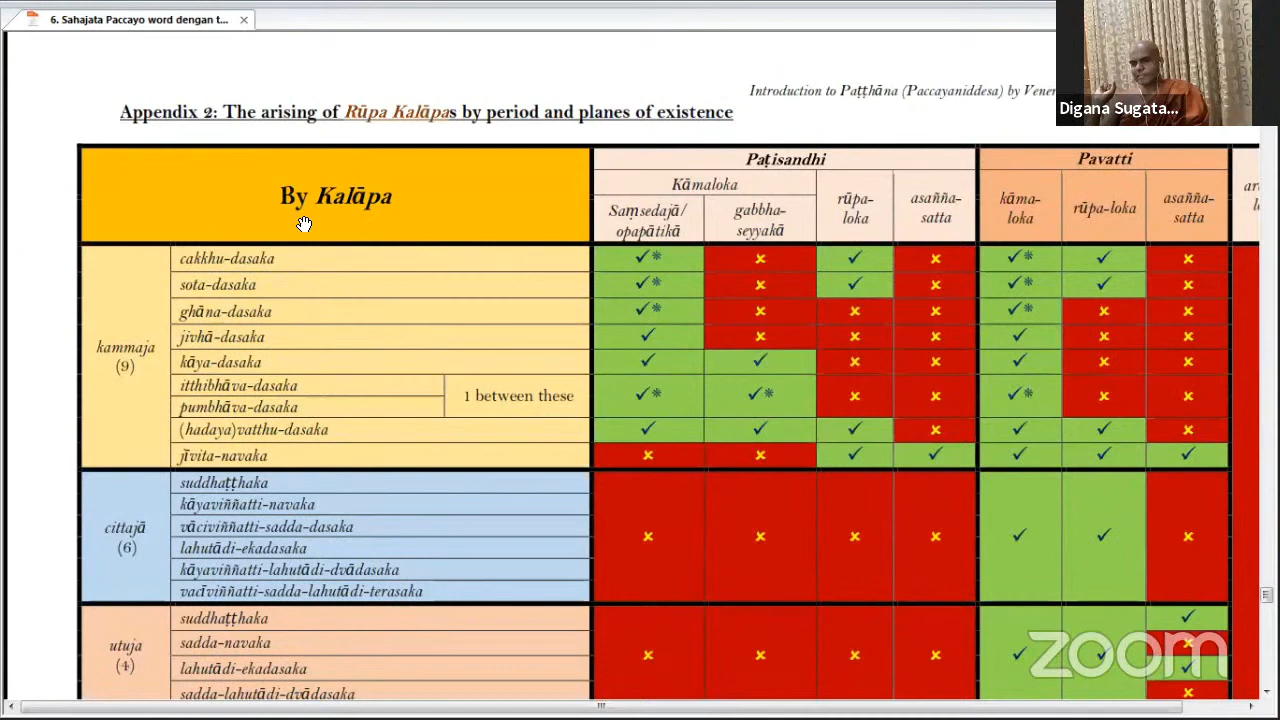 6. Sahajata Paccayo word dengan t...
Introduction to Paṭṭhāna (Paccayaniddesa) by Vener
Digana Sugata...
Appendix 2: The arising of Rūpa Kalāpas by period and planes of existence
By Kalāpa
Paṭisandhi
Pavatti
Kāmaloka
Saṃsedajā/
opapātikā
gabbha-
seyyakā
rūpa-
loka
asañña-
satta
kāma-
loka
rūpa-loka
asañña-
satta
kammaja
(9)
cakkhu-dasaka ✓* ✘ ✓ ✘ ✓* ✓ ✘
sota-dasaka ✓* ✘ ✓ ✘ ✓* ✓ ✘
ghāna-dasaka ✓* ✘ ✘ ✘ ✓* ✘ ✘
jivhā-dasaka ✓ ✘ ✘ ✘ ✓ ✘ ✘
kāya-dasaka ✓ ✓ ✘ ✘ ✓ ✘ ✘
itthibhāva-dasaka
pumbhāva-dasaka
1 between these ✓* ✓* ✘ ✘ ✓* ✘ ✘
(hadaya)vatthu-dasaka ✓ ✓ ✓ ✘ ✓ ✓ ✘
jīvita-navaka ✘ ✘ ✓ ✓ ✓ ✓ ✓
cittajā
(6)
suddhaṭṭhaka
kāyaviññatti-navaka
vāciviññatti-sadda-dasaka
lahutādi-ekadasaka
kāyaviññatti-lahutādi-dvādasaka
vacīviññatti-sadda-lahutādi-terasaka
✘ ✘ ✘ ✘ ✓ ✓ ✘
utuja
(4)
suddhaṭṭhaka ✓
sadda-navaka ✘
lahutādi-ekadasaka ✓
sadda-lahutādi-dvādasaka ✘
✘ ✘ ✘ ✘ ✓ ✓
zoom